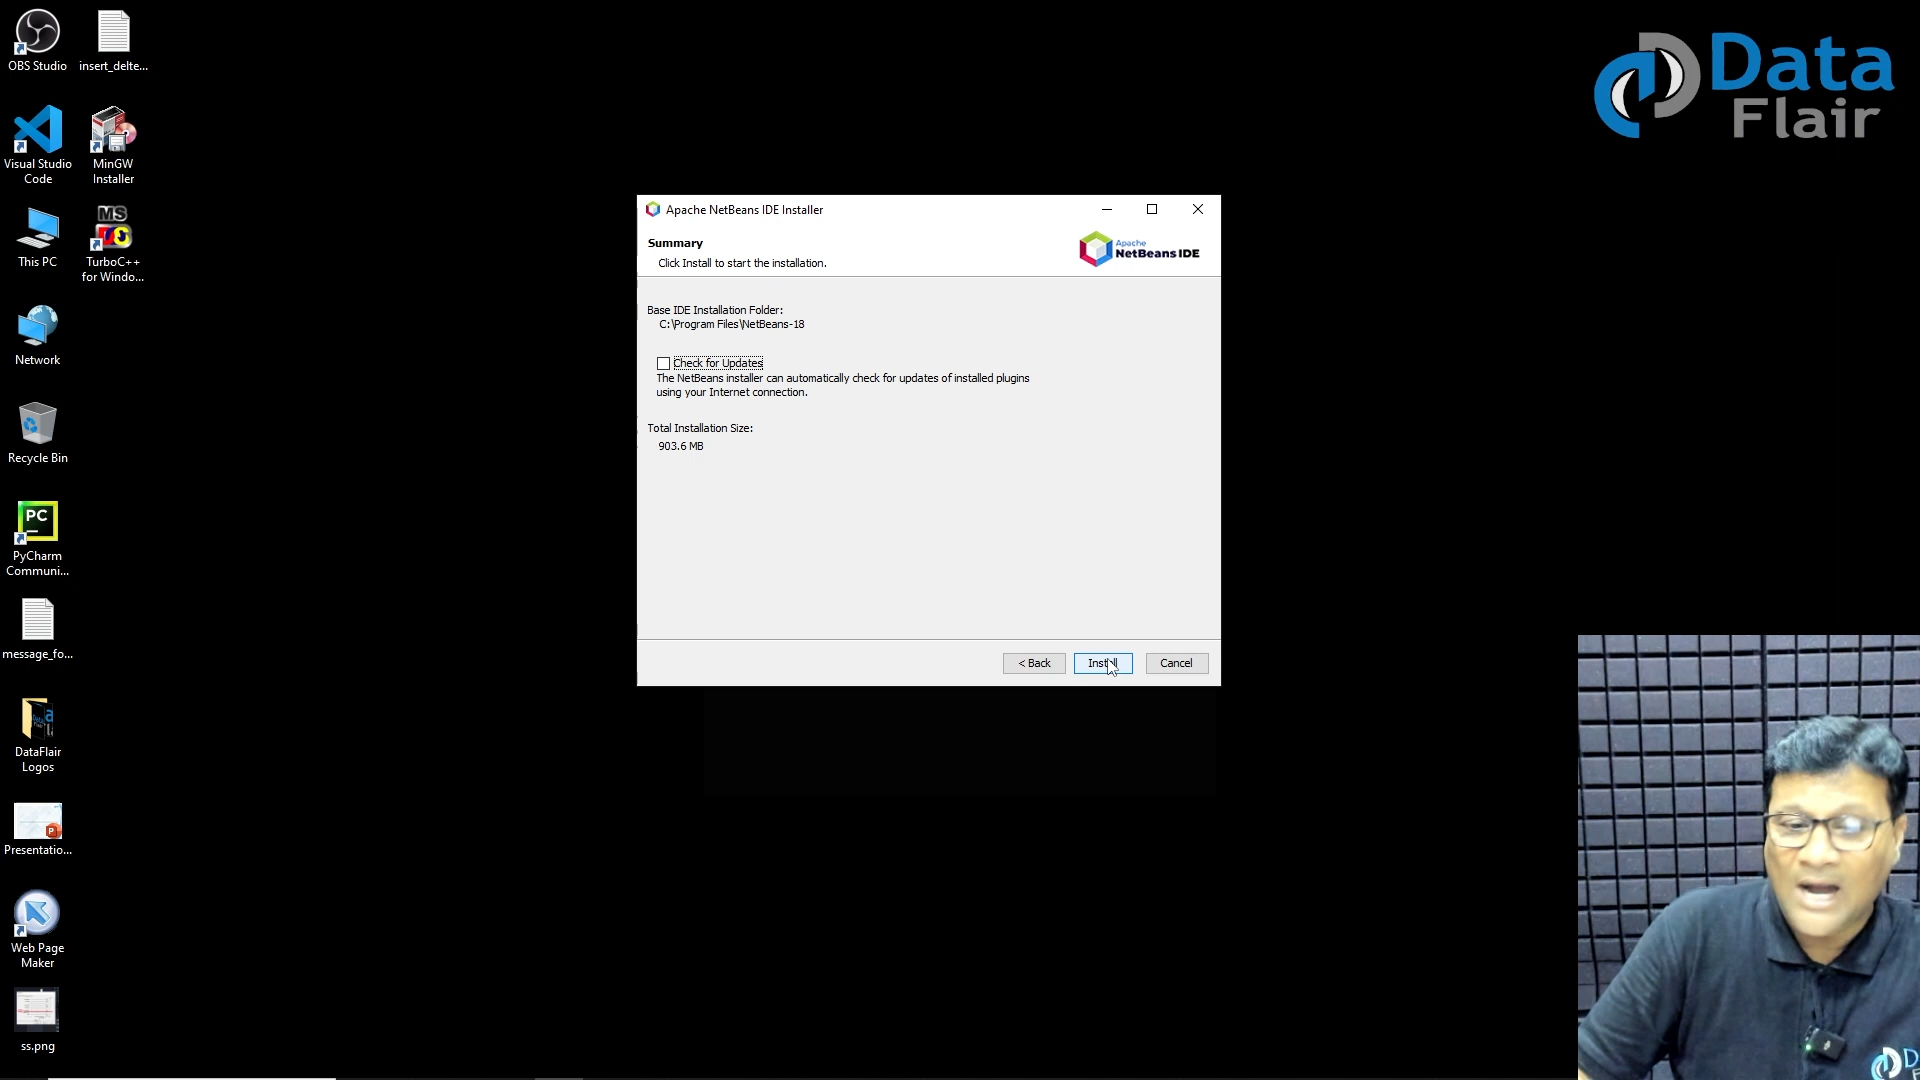 OBS Studio
insert_delte...
Visual Studio
Code
MinGW
Installer
This PC
MS
TurboC++
for Windo...
Network
Recycle Bin
PC
PyCharm
Communi...
message_fo...
DataFlair
Logos
Presentatio...
Web Page
Maker
ss.png
Data
Flair
Apache NetBeans IDE Installer
Summary
Click Install to start the installation.
Apache
NetBeans IDE
Base IDE Installation Folder:
C:\Program Files\NetBeans-18
Check for Updates
The NetBeans installer can automatically check for updates of installed plugins
using your Internet connection.
Total Installation Size:
903.6 MB
< Back
Install
Cancel